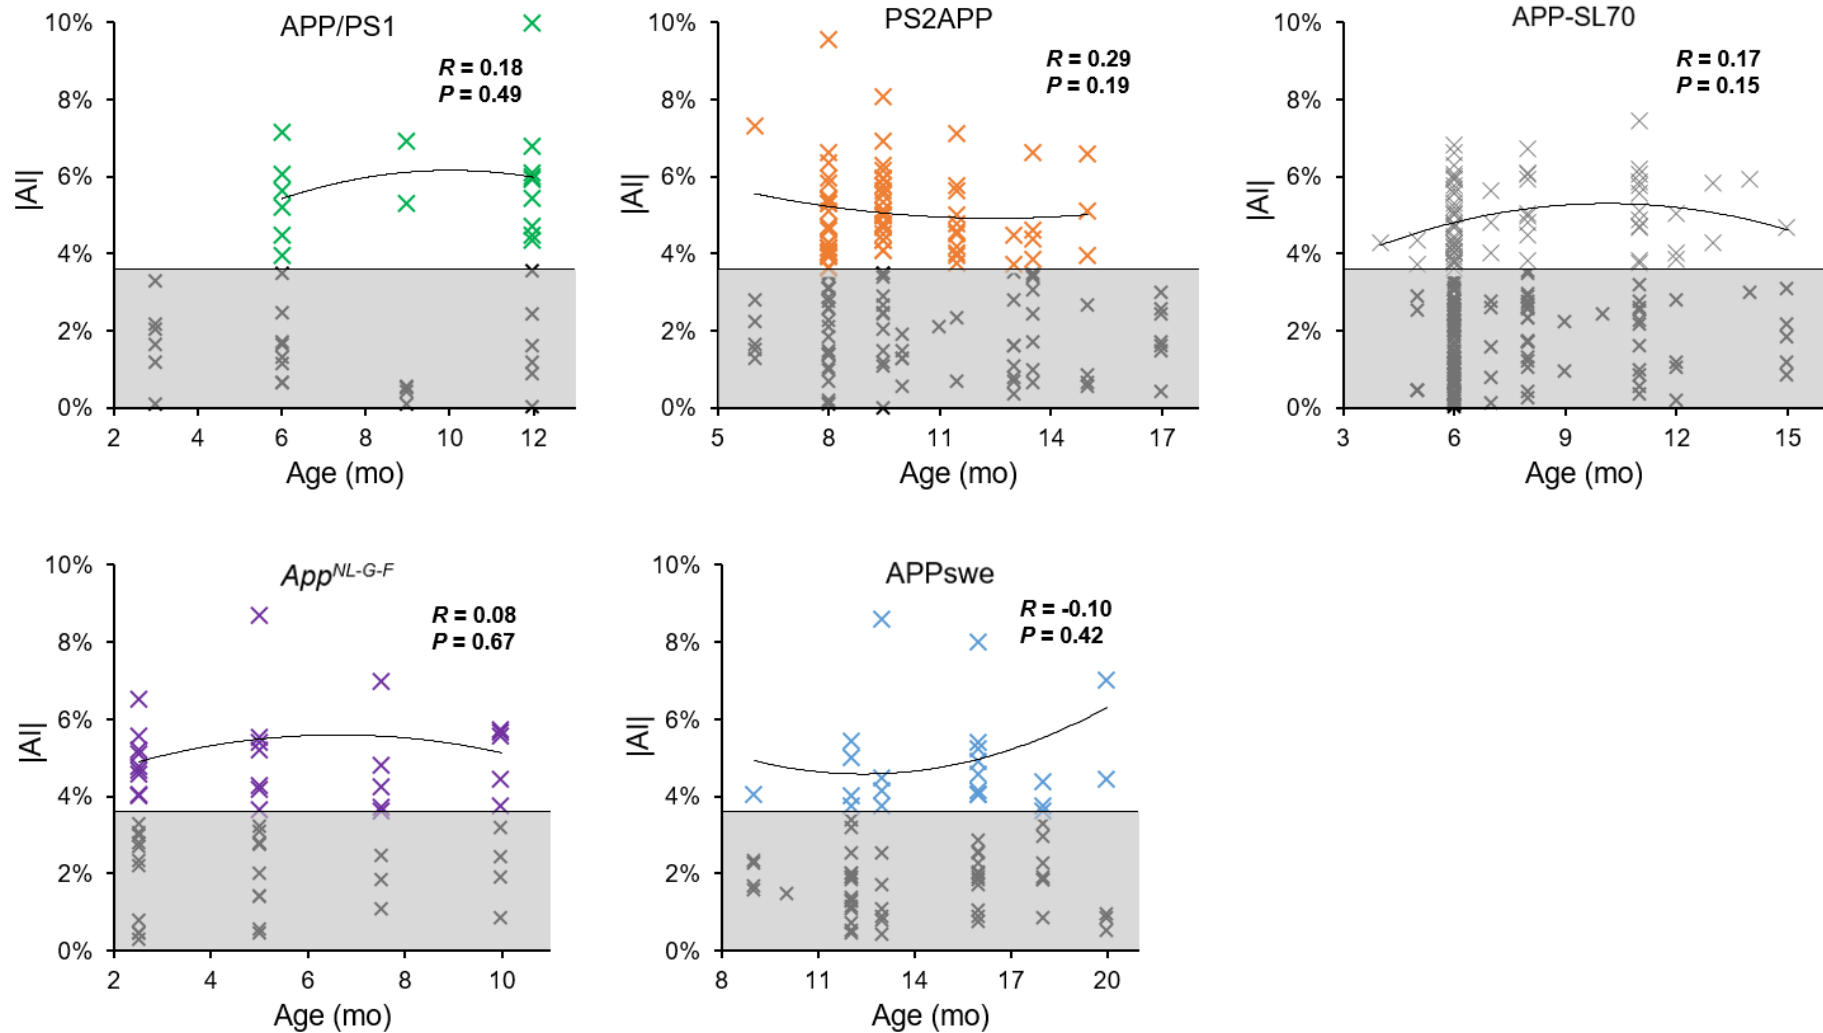 APP/PS1
R = 0.18
P = 0.49
10%
8%
6%
4%
2%
0%
|AI|
2 4 6 8 10 12
Age (mo)
PS2APP
R = 0.29
P = 0.19
10%
8%
6%
4%
2%
0%
|AI|
5 8 11 14 17
Age (mo)
APP-SL70
R = 0.17
P = 0.15
10%
8%
6%
4%
2%
0%
|AI|
3 6 9 12 15
Age (mo)
App^NL-G-F
R = 0.08
P = 0.67
10%
8%
6%
4%
2%
0%
|AI|
2 4 6 8 10
Age (mo)
APPswe
R = -0.10
P = 0.42
10%
8%
6%
4%
2%
0%
|AI|
8 11 14 17 20
Age (mo)